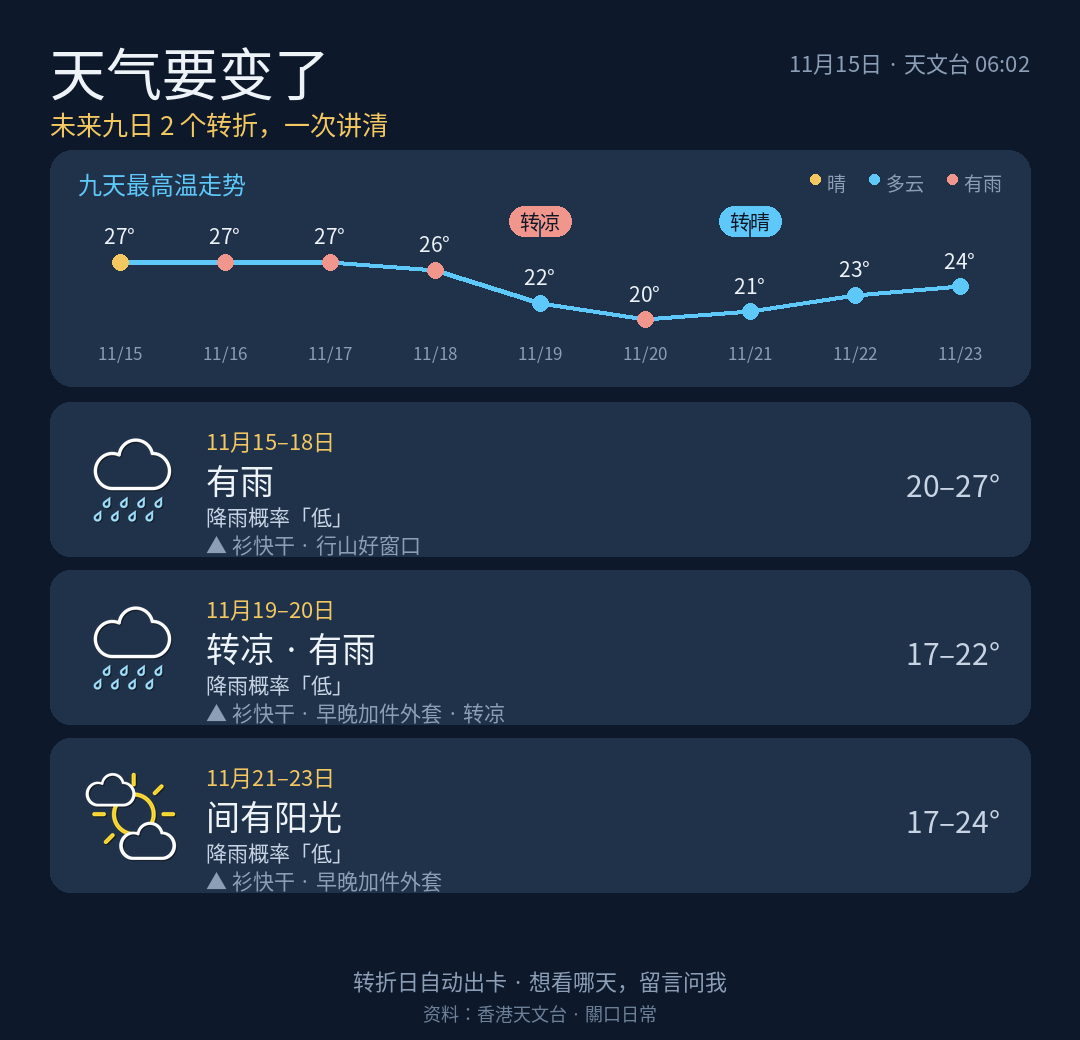 天气要变了
11月15日 · 天文台 06:02
未来九日 2 个转折，一次讲清
九天最高温走势
晴 多云 有雨
转凉 转晴
27° 27° 27° 26° 22° 20° 21° 23° 24°
11/15 11/16 11/17 11/18 11/19 11/20 11/21 11/22 11/23
11月15–18日
有雨
20–27°
降雨概率「低」
▲ 衫快干 · 行山好窗口
11月19–20日
转凉 · 有雨
17–22°
降雨概率「低」
▲ 衫快干 · 早晚加件外套 · 转凉
11月21–23日
间有阳光
17–24°
降雨概率「低」
▲ 衫快干 · 早晚加件外套
转折日自动出卡 · 想看哪天，留言问我
资料：香港天文台 · 關口日常